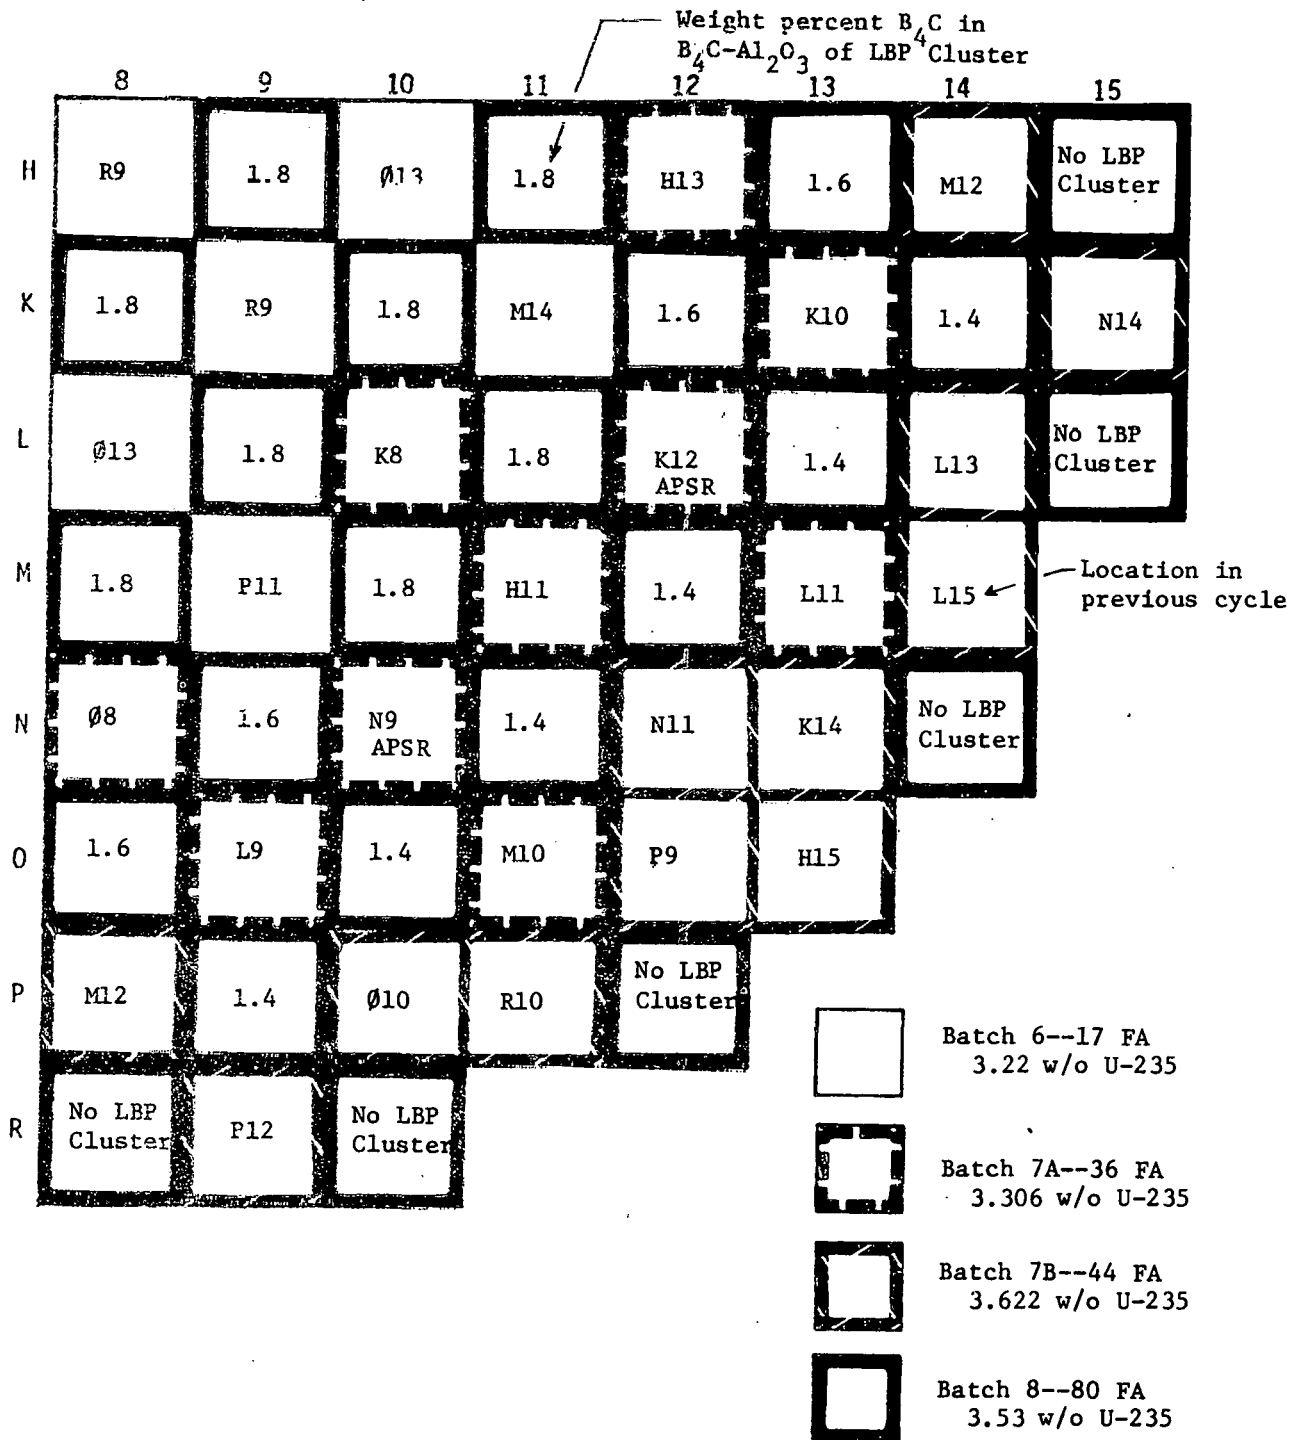 Weight percent B4C in
B4C-Al2O3 of LBP Cluster
8 9 10 11 12 13 14 15
H R9 1.8 Ø13 1.8 H13 1.6 M12 No LBP
Cluster
K 1.8 R9 1.8 M14 1.6 K10 1.4 N14
L Ø13 1.8 K8 1.8 K12 1.4 L13 No LBP
APSR Cluster
M 1.8 P11 1.8 H11 1.4 L11 L15
Location in
previous cycle
N Ø8 1.6 N9 1.4 N11 K14 No LBP
APSR Cluster
O 1.6 L9 1.4 M10 P9 H15
P M12 1.4 Ø10 R10 No LBP
Cluster
R No LBP P12 No LBP
Cluster Cluster
Batch 6--17 FA
3.22 w/o U-235
Batch 7A--36 FA
3.306 w/o U-235
Batch 7B--44 FA
3.622 w/o U-235
Batch 8--80 FA
3.53 w/o U-235